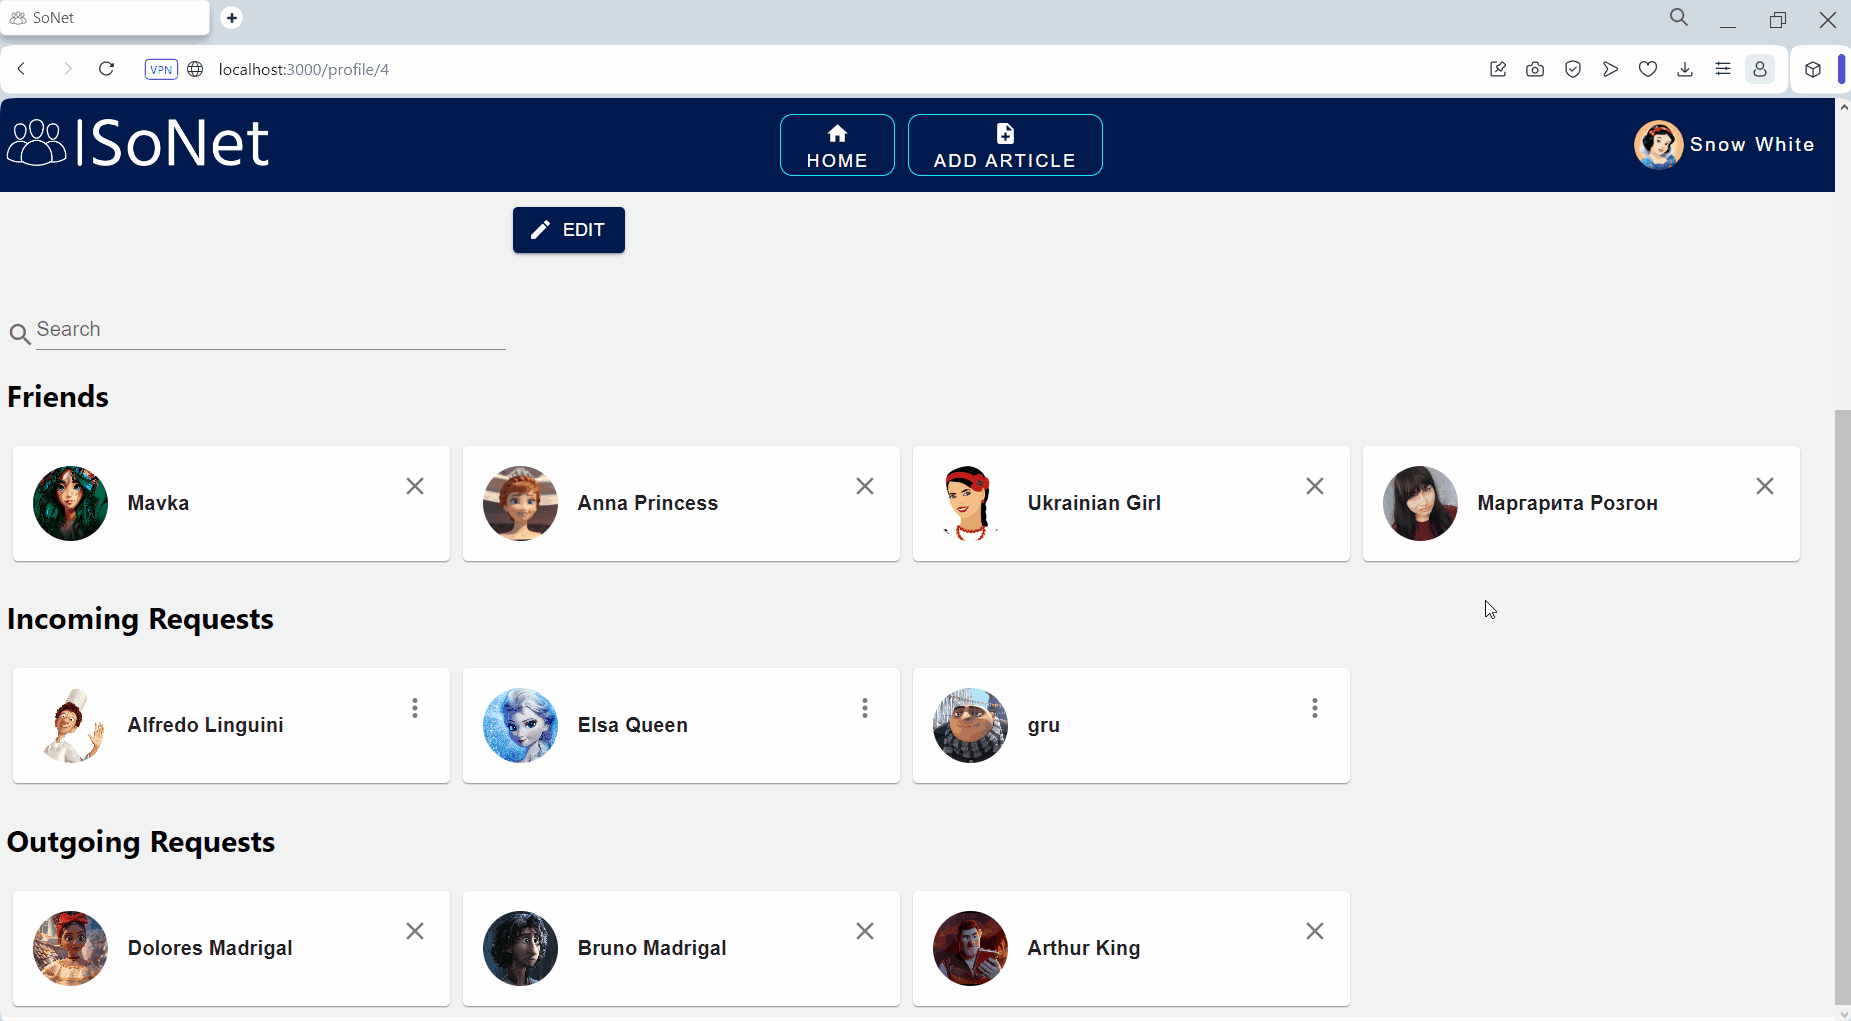 SoNet
VPN
localhost:3000/profile/4
SoNet
HOME
ADD ARTICLE
Snow White
EDIT
Search
Friends
Mavka
Anna Princess
Ukrainian Girl
Маргарита Розгон
Incoming Requests
Alfredo Linguini
Elsa Queen
gru
Outgoing Requests
Dolores Madrigal
Bruno Madrigal
Arthur King